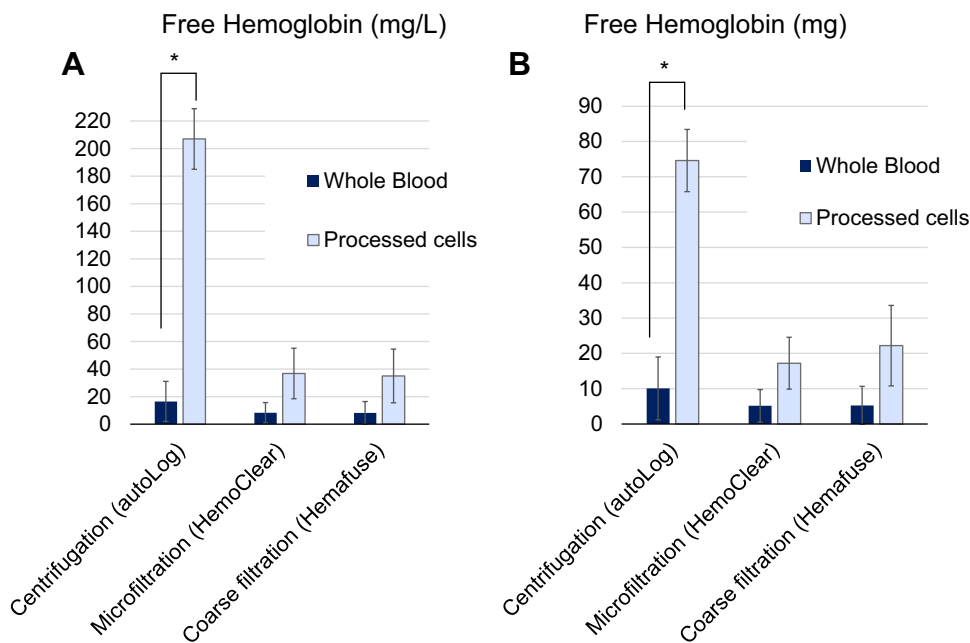 Free Hemoglobin (mg/L)
A
*
220
200
180
160
140
120
100
80
60
40
20
0
Whole Blood
Processed cells
Centrifugation (autoLog)
Microfiltration (HemoClear)
Coarse filtration (Hemafuse)
Free Hemoglobin (mg)
B
*
90
80
70
60
50
40
30
20
10
0
Whole Blood
Processed cells
Centrifugation (autoLog)
Microfiltration (HemoClear)
Coarse filtration (Hemafuse)